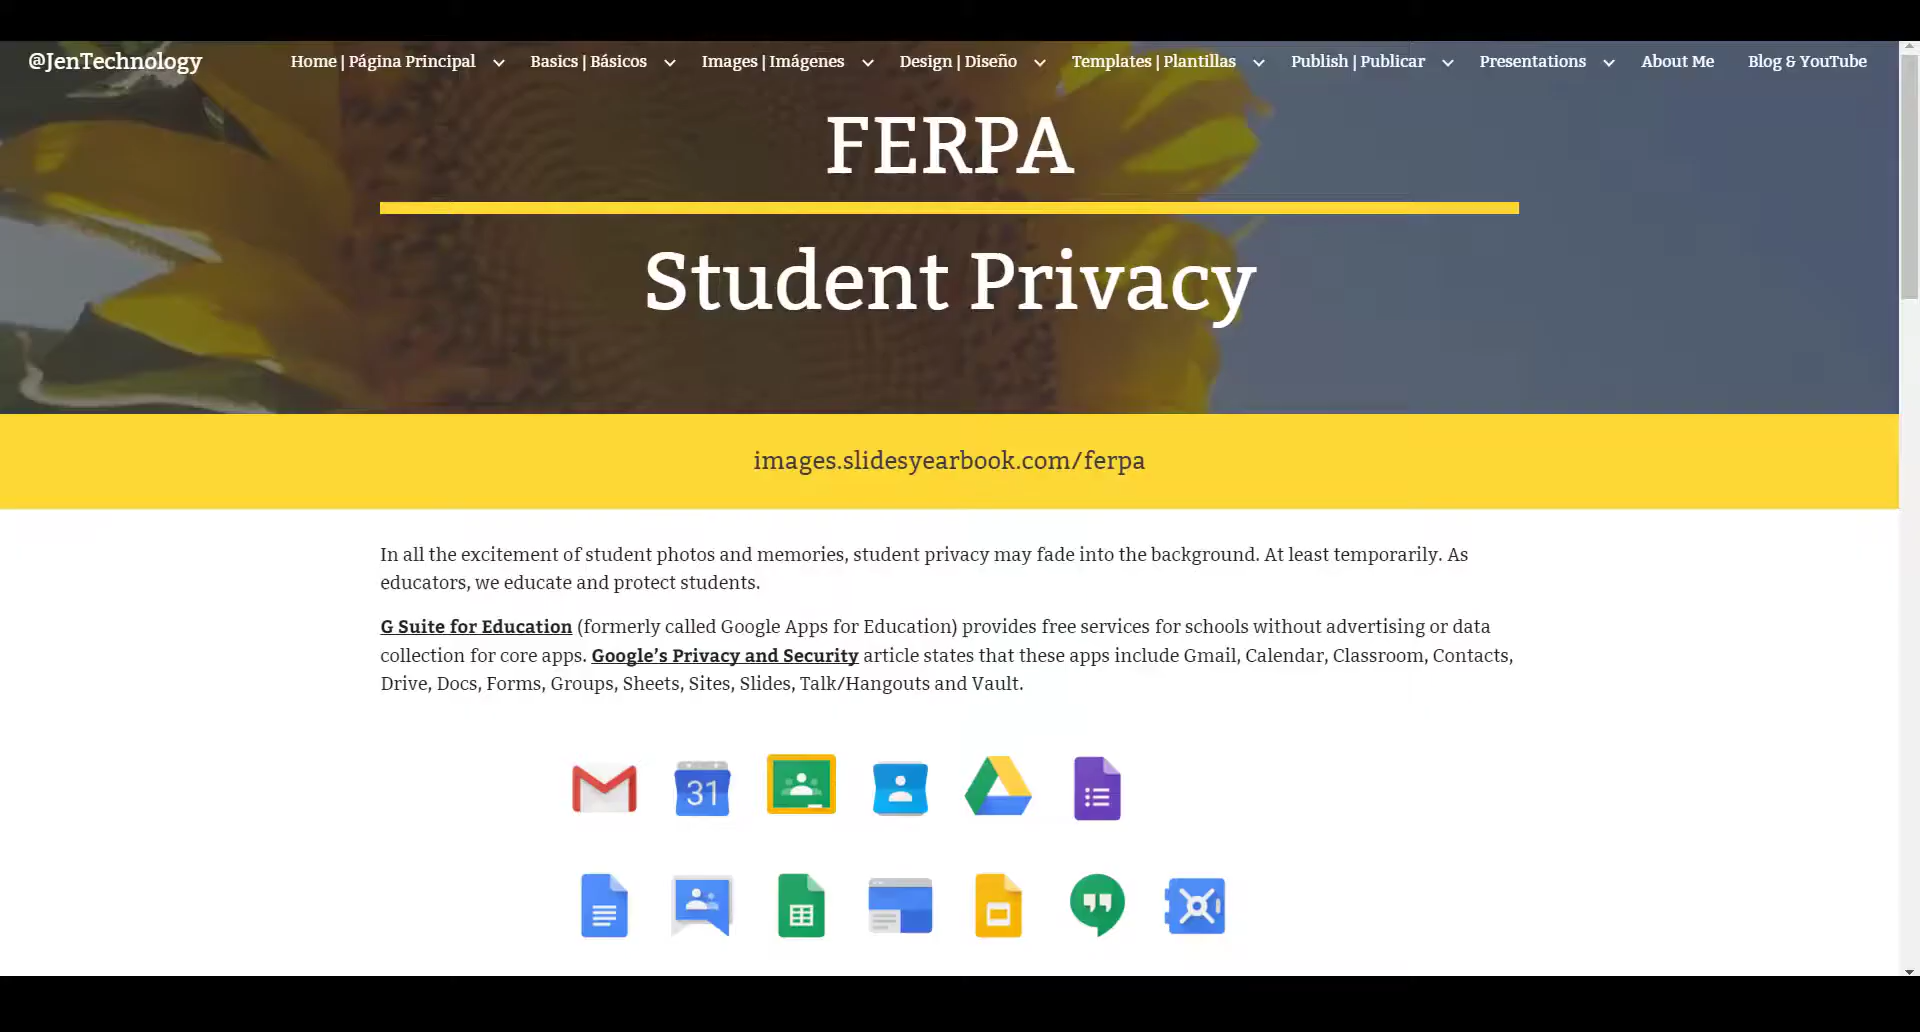 @JenTechnology
Home | Página Principal
Basics | Básicos
Images | Imágenes
Design | Diseño
Templates | Plantillas
Publish | Publicar
Presentations
About Me
Blog & YouTube
FERPA
Student Privacy
images.slidesyearbook.com/ferpa
In all the excitement of student photos and memories, student privacy may fade into the background. At least temporarily. As
educators, we educate and protect students.
G Suite for Education (formerly called Google Apps for Education) provides free services for schools without advertising or data
collection for core apps. Google’s Privacy and Security article states that these apps include Gmail, Calendar, Classroom, Contacts,
Drive, Docs, Forms, Groups, Sheets, Sites, Slides, Talk/Hangouts and Vault.
31